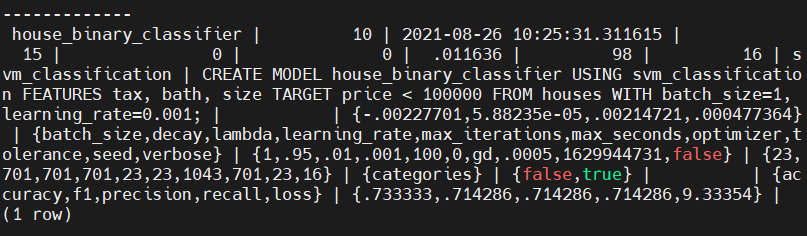 -------------
 house_binary_classifier |         10 | 2021-08-26 10:25:31.311615 |
   15 |                0 |              0 |  .011636 |         98 |        16 | s
vm_classification | CREATE MODEL house_binary_classifier USING svm_classificatio
n FEATURES tax, bath, size TARGET price < 100000 FROM houses WITH batch_size=1,
learning_rate=0.001; |          |          | {-.00227701,5.88235e-05,.00214721,.000477364}
 | {batch_size,decay,lambda,learning_rate,max_iterations,max_seconds,optimizer,t
olerance,seed,verbose} | {1,.95,.01,.001,100,0,gd,.0005,1629944731,false} | {23,
701,701,701,23,23,1043,701,23,16} | {categories} | {false,true} |          | {ac
curacy,f1,precision,recall,loss} | {.733333,.714286,.714286,.714286,9.33354} |
(1 row)